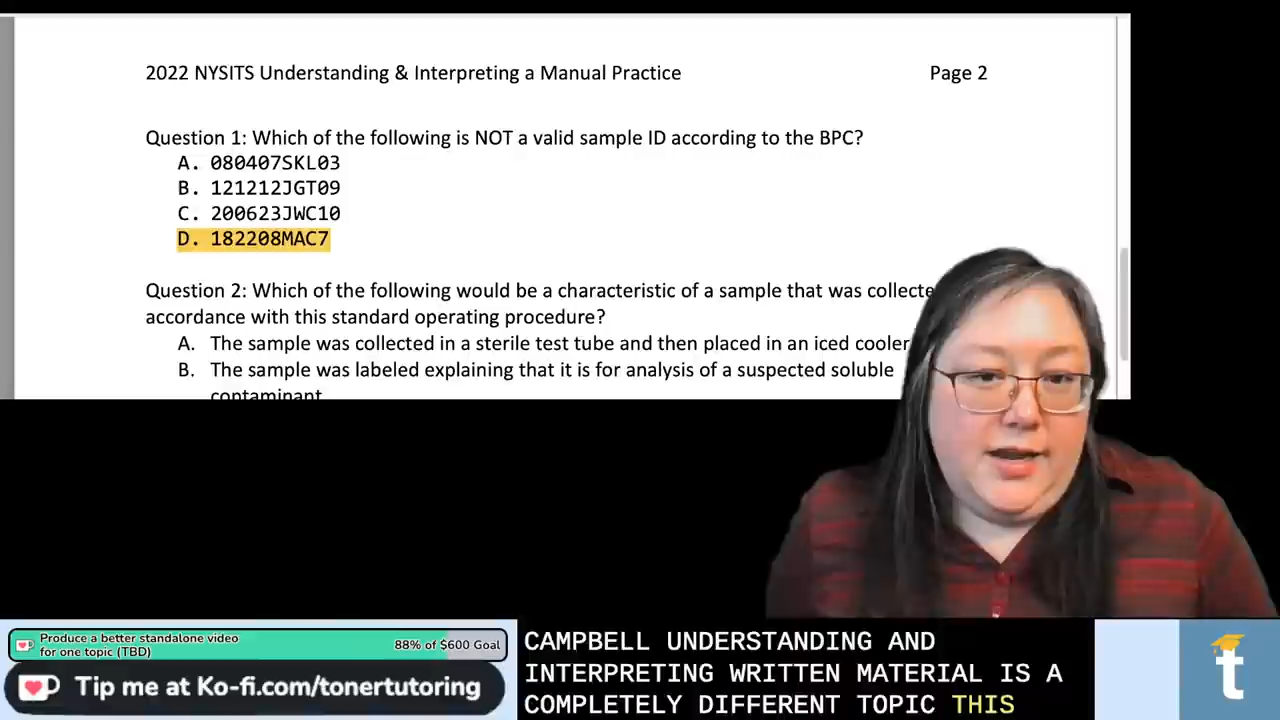 2022 NYSITS Understanding & Interpreting a Manual Practice Page 2
Question 1: Which of the following is NOT a valid sample ID according to the BPC?
A. 080407SKL03
B. 121212JGT09
C. 200623JWC10
D. 182208MAC7
Question 2: Which of the following would be a characteristic of a sample that was collecte
accordance with this standard operating procedure?
A. The sample was collected in a sterile test tube and then placed in an iced cooler
B. The sample was labeled explaining that it is for analysis of a suspected soluble
contaminant
Produce a better standalone video
for one topic (TBD)
88% of $600 Goal
Tip me at Ko-fi.com/tonertutoring
CAMPBELL UNDERSTANDING AND
INTERPRETING WRITTEN MATERIAL IS A
COMPLETELY DIFFERENT TOPIC THIS
t